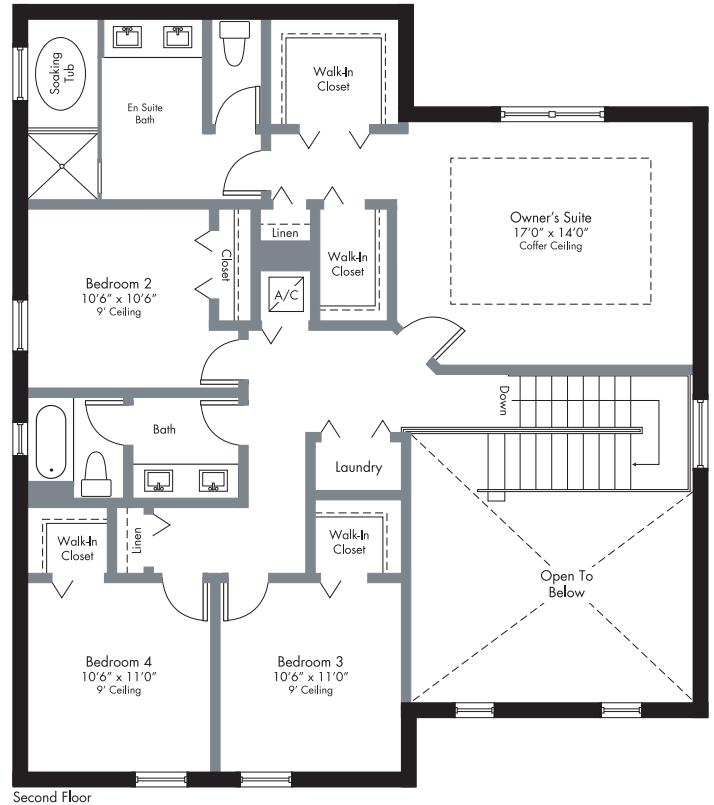 Soaking
Tub
En Suite
Bath
Walk-In
Closet
Owner's Suite
17'0" x 14'0"
Coffer Ceiling
Linen
Walk-In
Closet
Closet
Bedroom 2
10'6" x 10'6"
9' Ceiling
A/C
Down
Bath
Laundry
Walk-In
Closet
Linen
Walk-In
Closet
Open To
Below
Bedroom 4
10'6" x 11'0"
9' Ceiling
Bedroom 3
10'6" x 11'0"
9' Ceiling
Second Floor